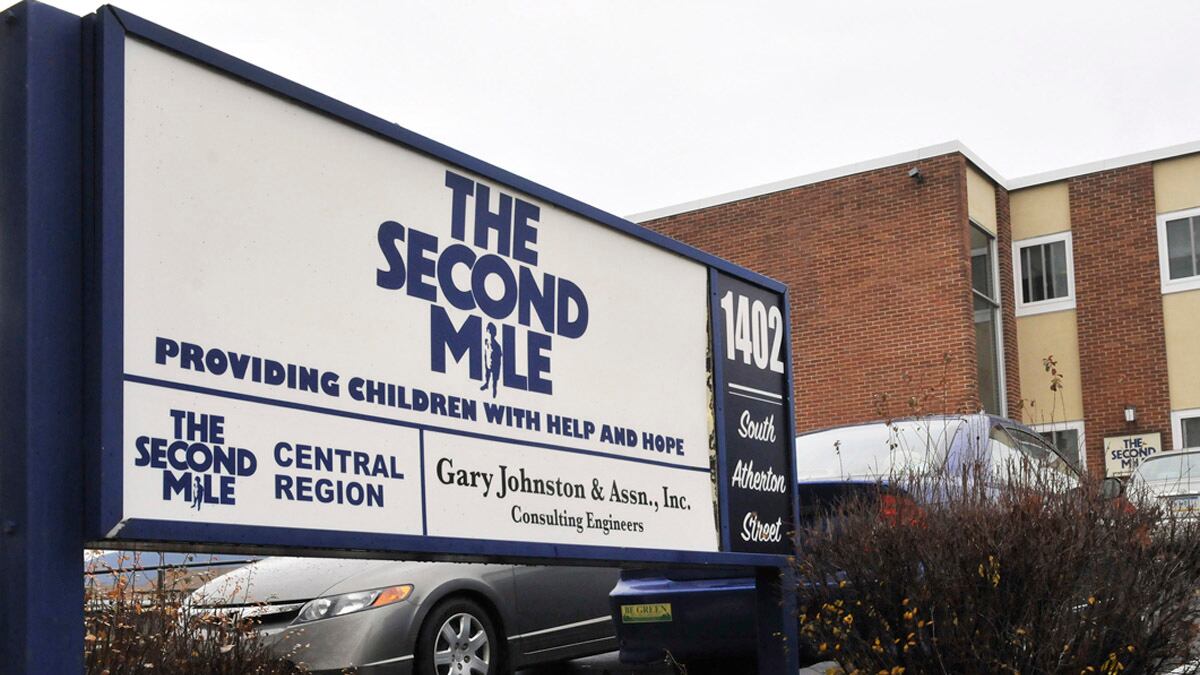 THE
SECOND
MILE
PROVIDING CHILDREN WITH HELP AND HOPE
THE
SECOND
MILE
CENTRAL
REGION
Gary Johnston & Assn., Inc.
Consulting Engineers
1402
South
Atherton
Street
BE GREEN
THE
SECOND
MILE